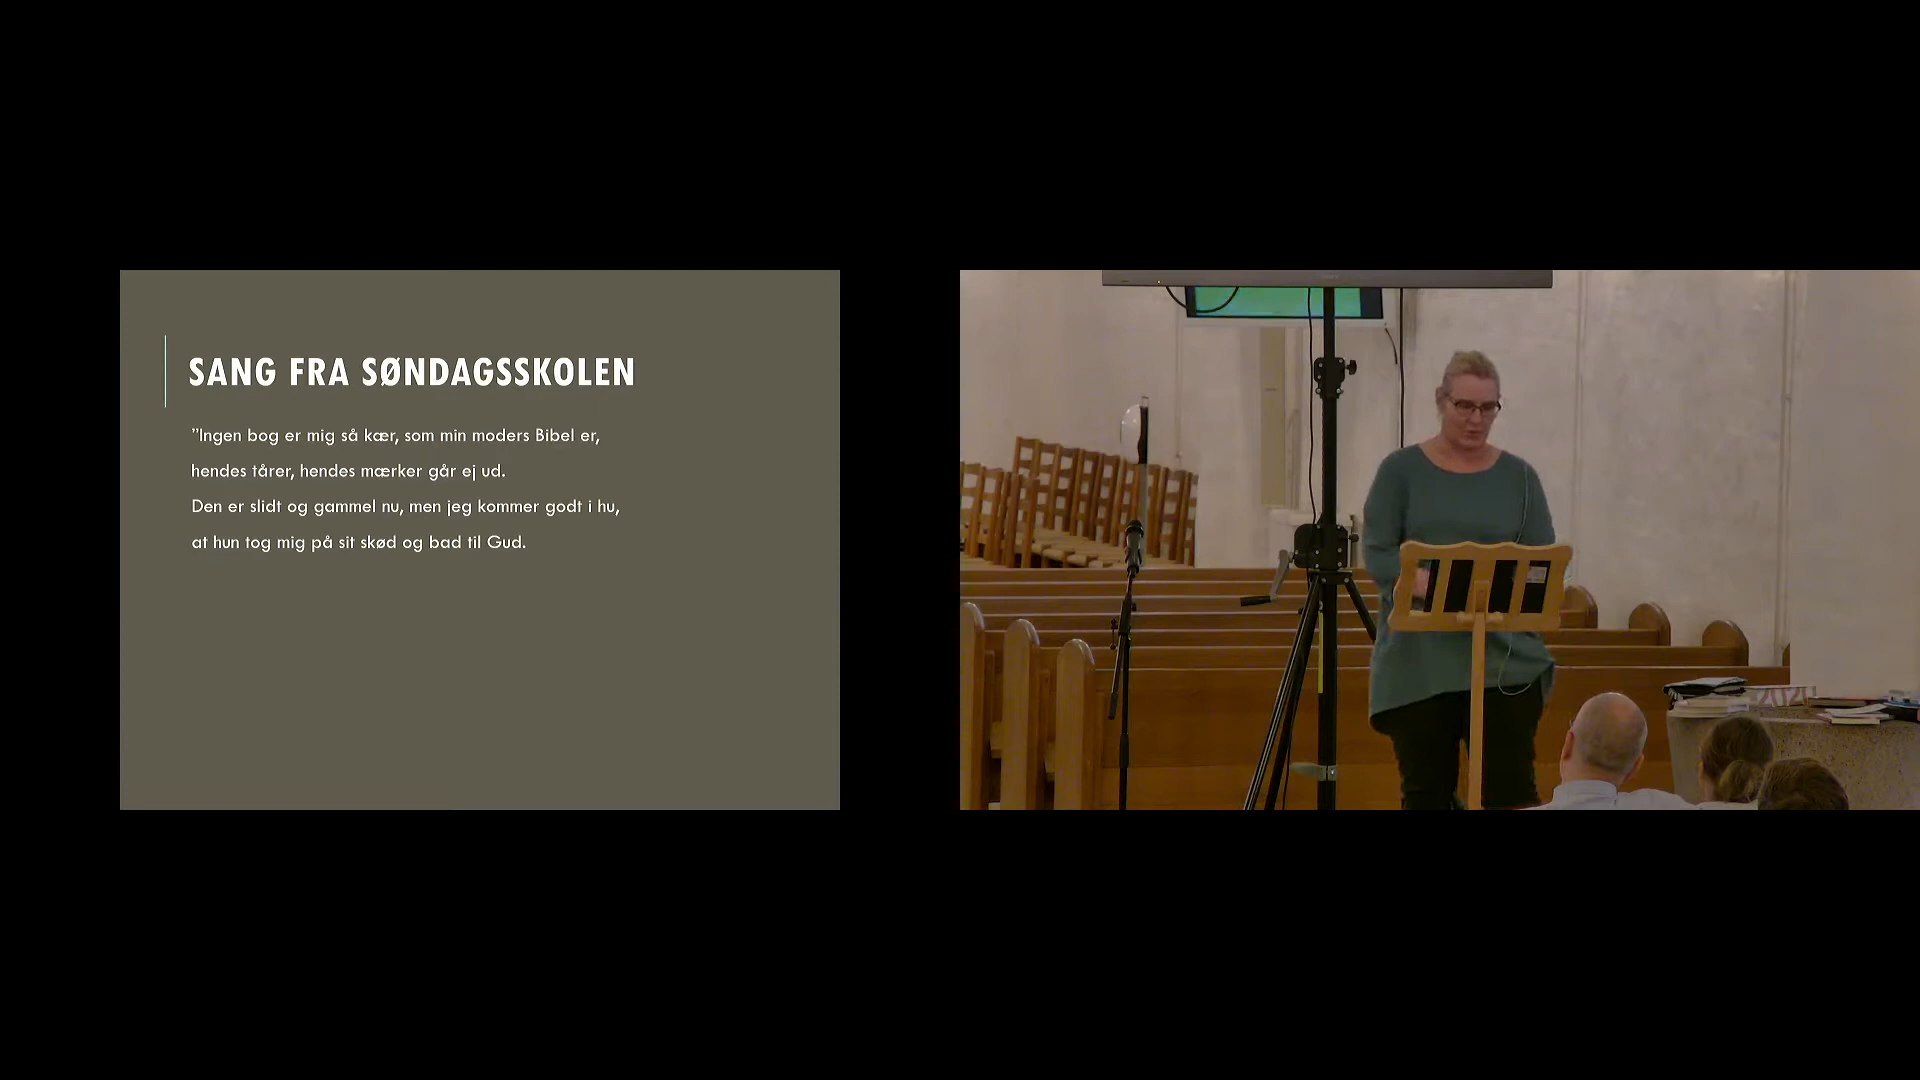 SANG FRA SØNDAGSSKOLEN
”Ingen bog er mig så kær, som min moders Bibel er,
hendes tårer, hendes mærker går ej ud.
Den er slidt og gammel nu, men jeg kommer godt i hu,
at hun tog mig på sit skød og bad til Gud.